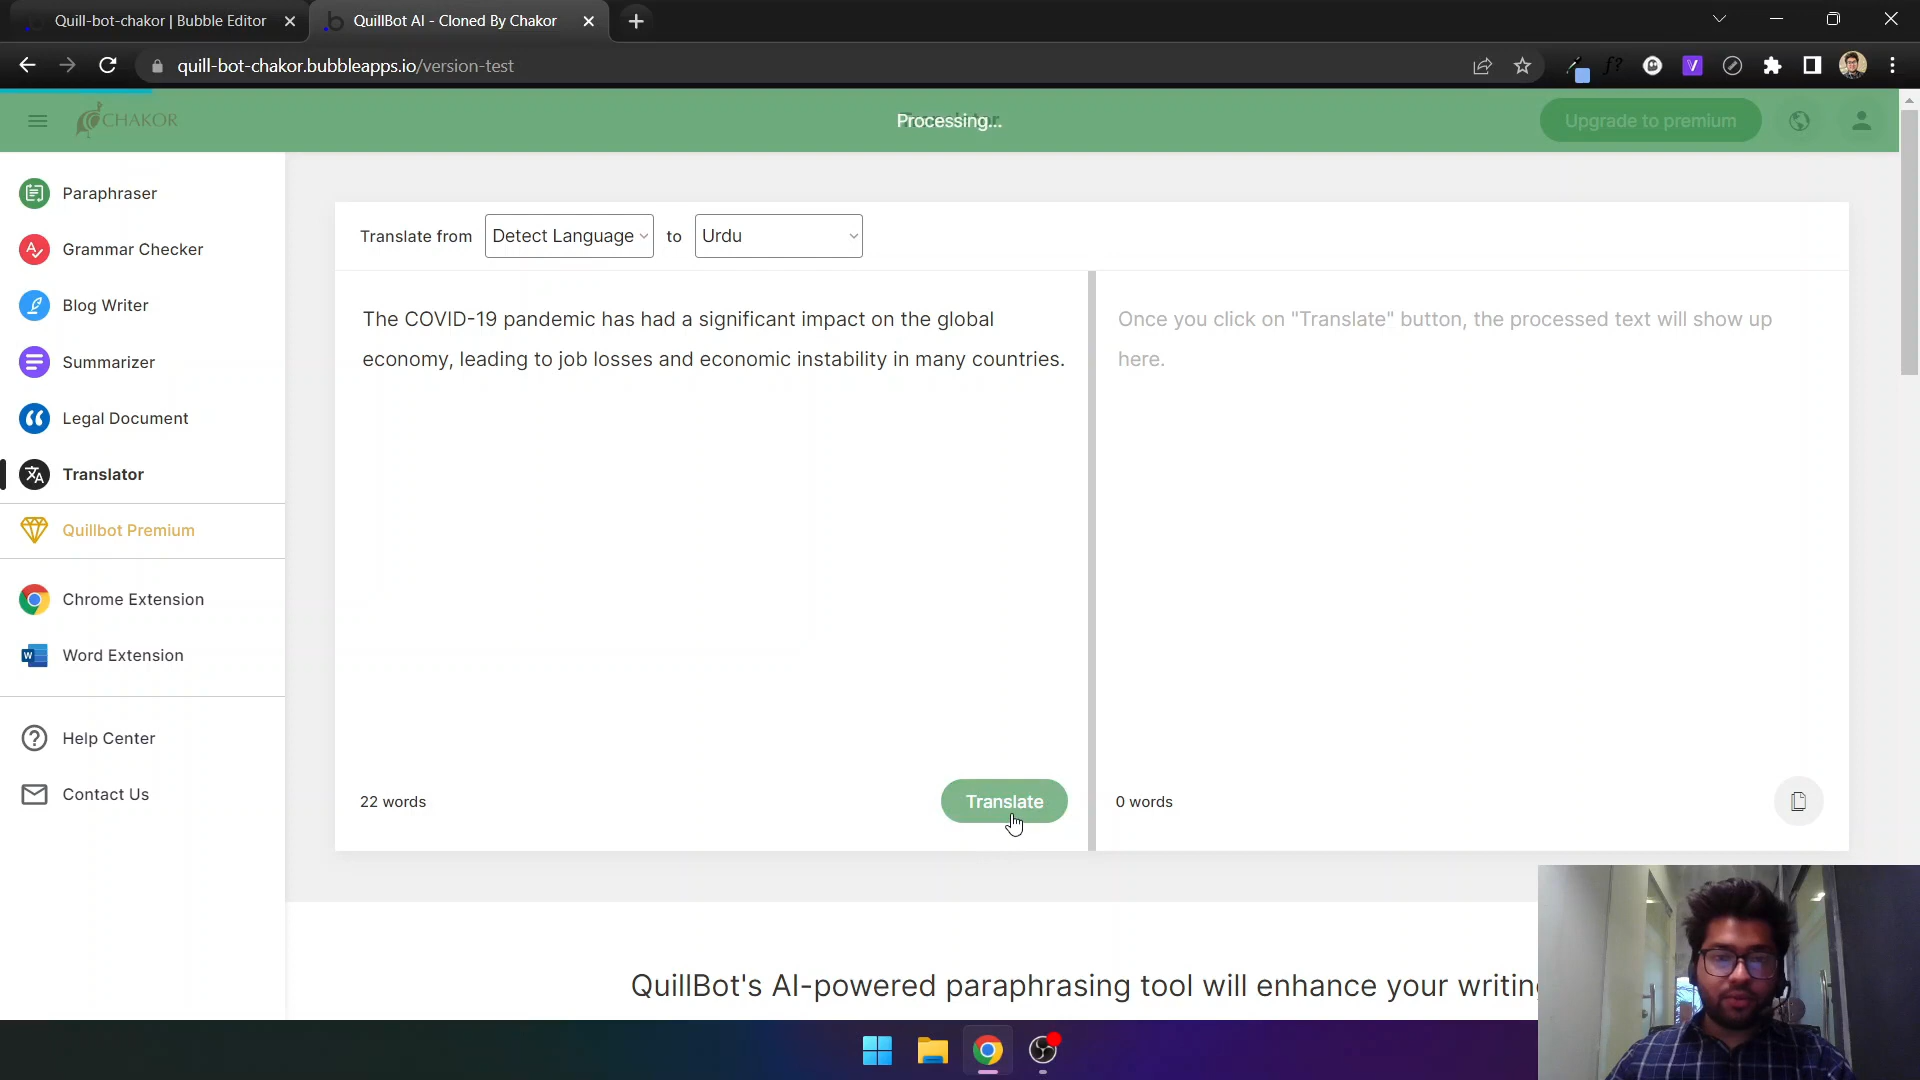 Quill-bot-chakor | Bubble Editor
QuillBot AI - Cloned By Chakor
quill-bot-chakor.bubbleapps.io/version-test
CHAKOR
Processing...
Upgrade to premium
Paraphraser
Grammar Checker
Blog Writer
Summarizer
Legal Document
Translator
Quillbot Premium
Chrome Extension
Word Extension
Help Center
Contact Us
Translate from Detect Language to Urdu
The COVID-19 pandemic has had a significant impact on the global
economy, leading to job losses and economic instability in many countries.
22 words
Translate
Once you click on "Translate" button, the processed text will show up
here.
0 words
QuillBot's AI-powered paraphrasing tool will enhance your writing